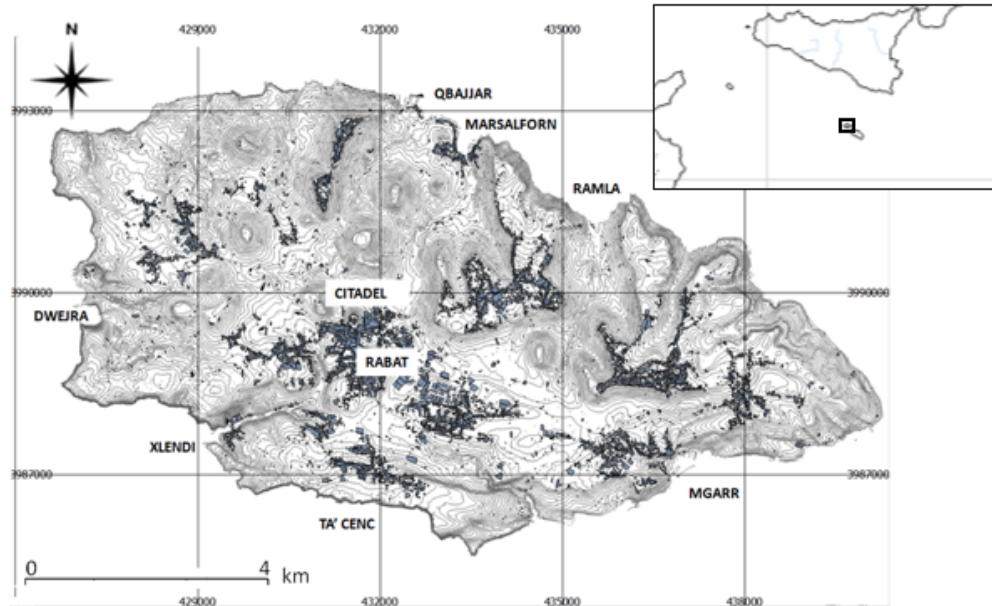 429000 432000 435000
N
3993000
QBAJJAR
MARSALFORN
RAMLA
CITADEL
3990000
DWEJRA
RABAT
XLENDI
3987000 3987000
MGARR
TA' CENC
0 4 km
429000 432000 435000 438000